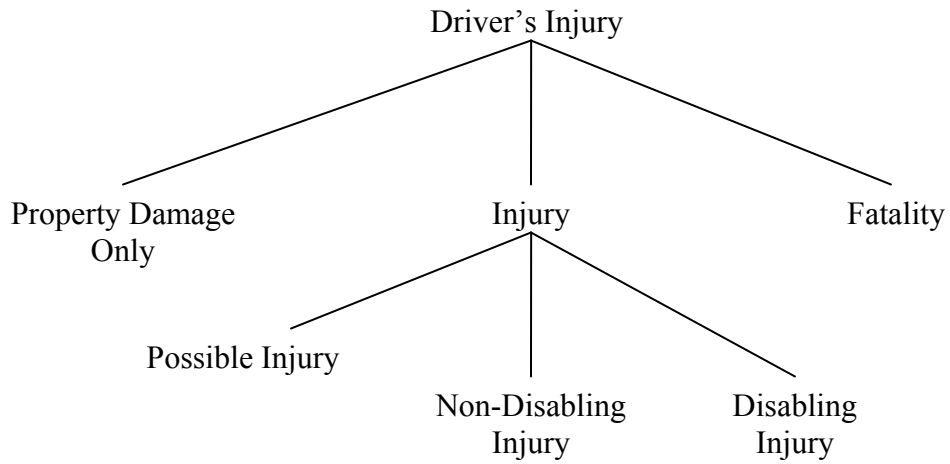 Driver’s Injury
Property Damage
Only
Injury
Fatality
Possible Injury
Non-Disabling
Injury
Disabling
Injury